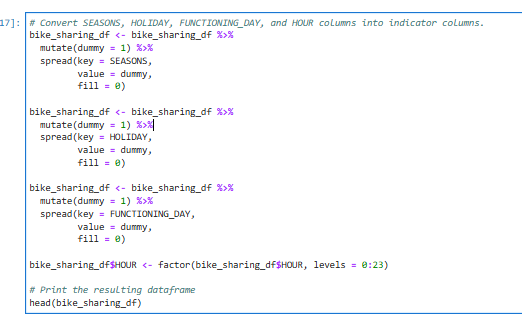 17]:
# Convert SEASONS, HOLIDAY, FUNCTIONING_DAY, and HOUR columns into indicator columns.
bike_sharing_df <- bike_sharing_df %>%
  mutate(dummy = 1) %>%
  spread(key = SEASONS,
         value = dummy,
         fill = 0)

bike_sharing_df <- bike_sharing_df %>%
  mutate(dummy = 1) %>%
  spread(key = HOLIDAY,
         value = dummy,
         fill = 0)

bike_sharing_df <- bike_sharing_df %>%
  mutate(dummy = 1) %>%
  spread(key = FUNCTIONING_DAY,
         value = dummy,
         fill = 0)

bike_sharing_df$HOUR <- factor(bike_sharing_df$HOUR, levels = 0:23)

# Print the resulting dataframe
head(bike_sharing_df)